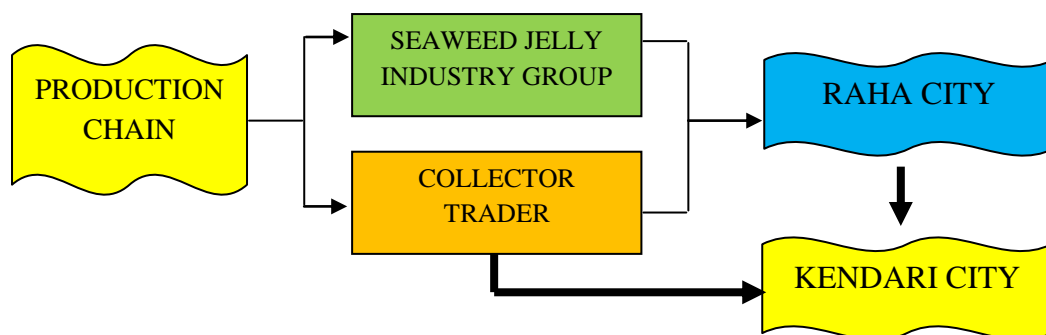 PRODUCTION
CHAIN
SEAWEED JELLY
INDUSTRY GROUP
COLLECTOR
TRADER
RAHA CITY
KENDARI CITY